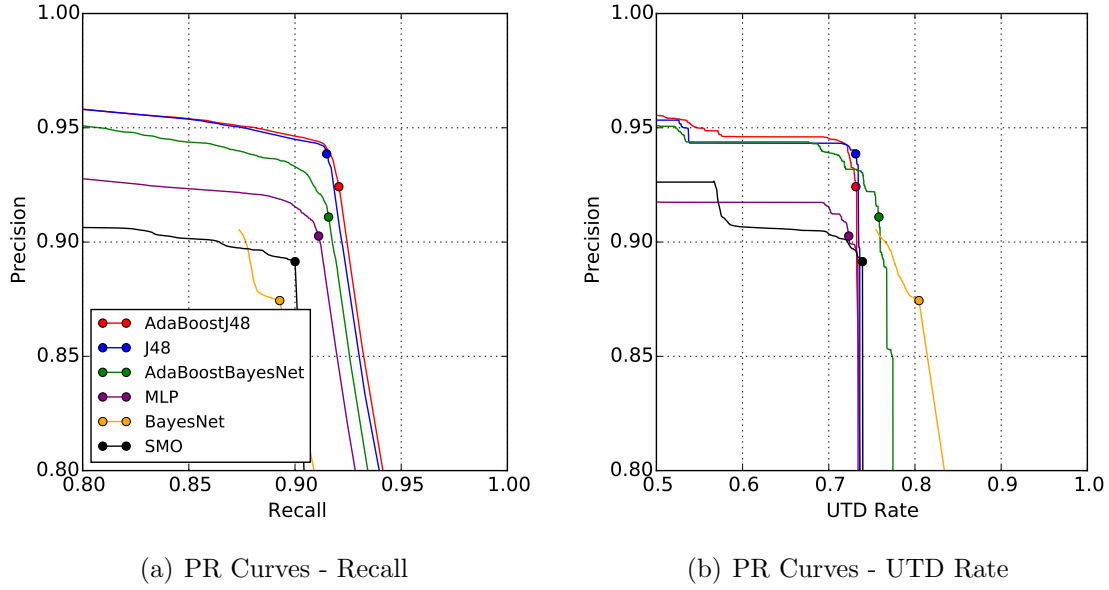 1.00
0.95
0.90
0.85
0.80
Precision
AdaBoostJ48
J48
AdaBoostBayesNet
MLP
BayesNet
SMO
0.80 0.85 0.90 0.95 1.00
Recall
(a) PR Curves - Recall
1.00
0.95
0.90
0.85
0.80
Precision
0.5 0.6 0.7 0.8 0.9 1.0
UTD Rate
(b) PR Curves - UTD Rate